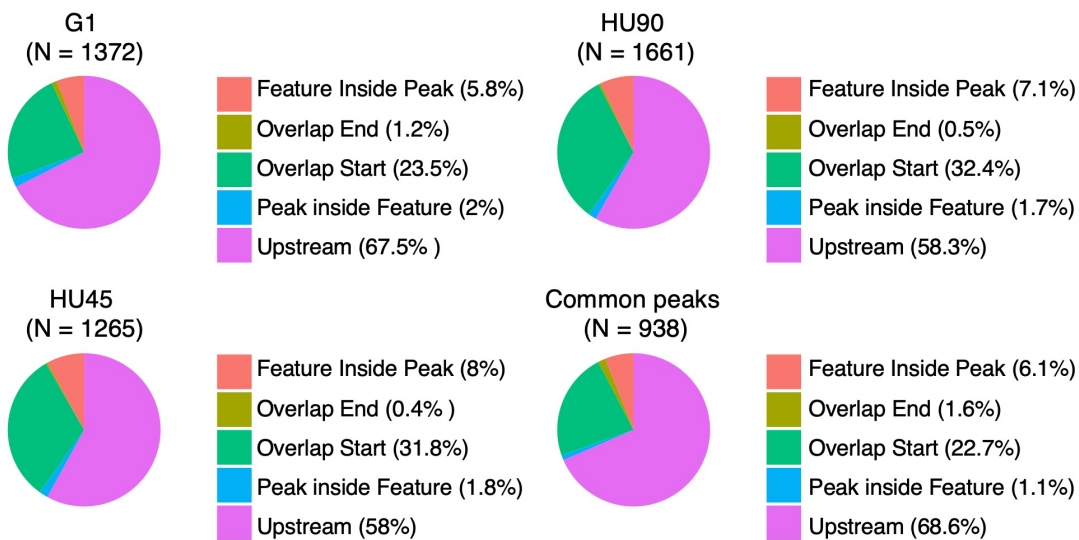 G1
(N = 1372)
Feature Inside Peak (5.8%)
Overlap End (1.2%)
Overlap Start (23.5%)
Peak inside Feature (2%)
Upstream (67.5% )
HU90
(N = 1661)
Feature Inside Peak (7.1%)
Overlap End (0.5%)
Overlap Start (32.4%)
Peak inside Feature (1.7%)
Upstream (58.3%)
HU45
(N = 1265)
Feature Inside Peak (8%)
Overlap End (0.4% )
Overlap Start (31.8%)
Peak inside Feature (1.8%)
Upstream (58%)
Common peaks
(N = 938)
Feature Inside Peak (6.1%)
Overlap End (1.6%)
Overlap Start (22.7%)
Peak inside Feature (1.1%)
Upstream (68.6%)